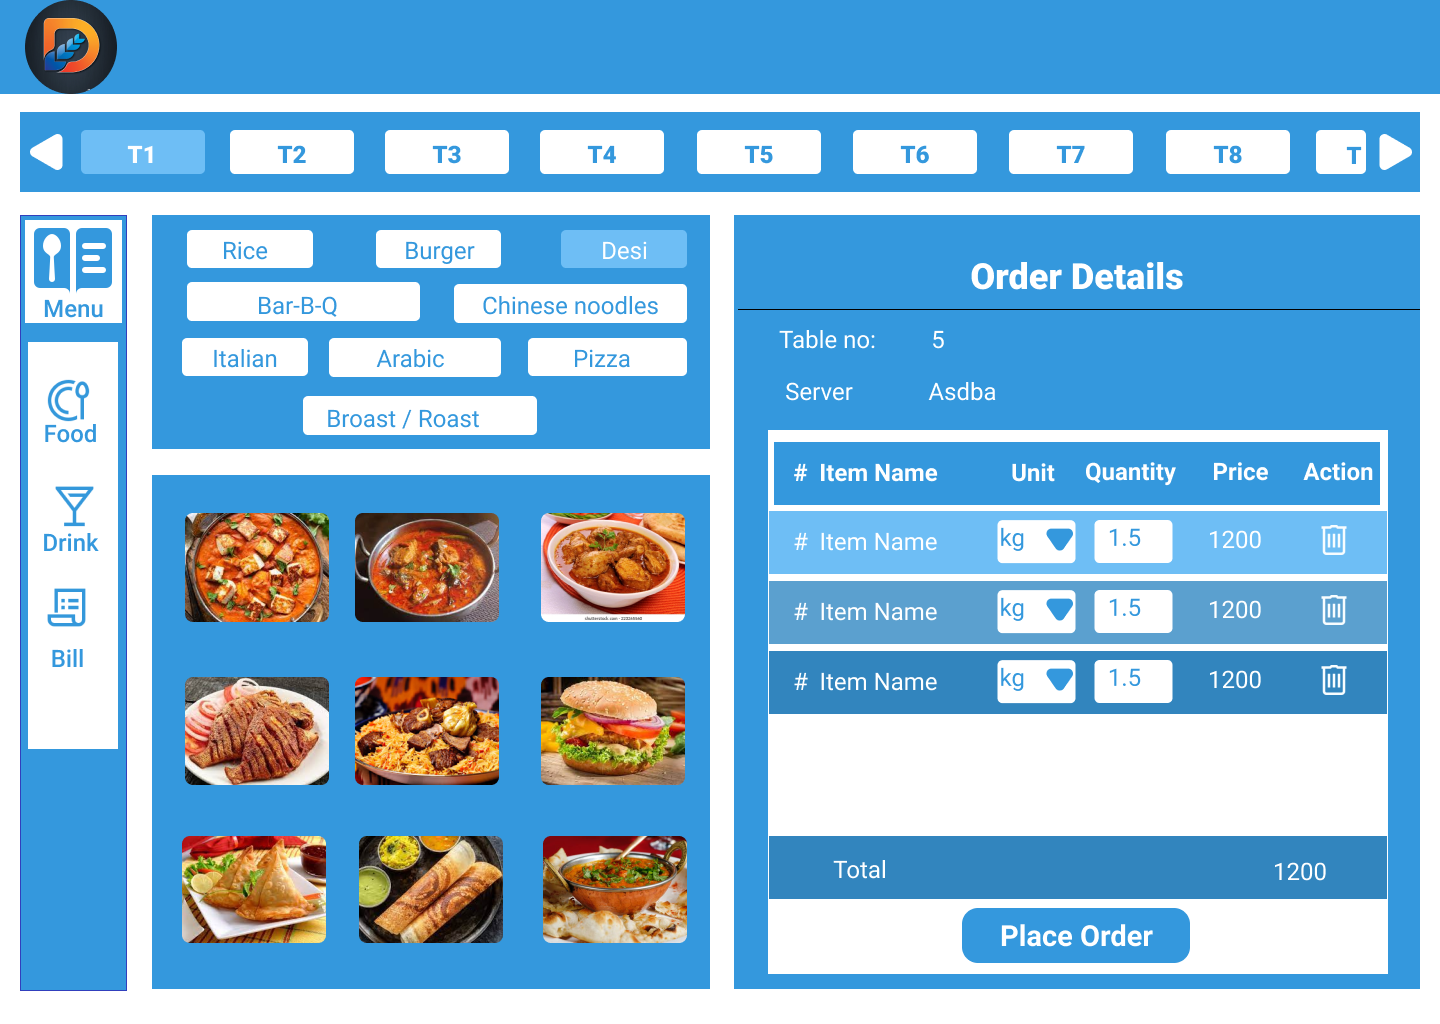 T1 T2 T3 T4 T5 T6 T7 T8 T
Menu
Food
Drink
Bill
Rice Burger Desi
Bar-B-Q Chinese noodles
Italian Arabic Pizza
Broast / Roast
Order Details
Table no: 5
Server Asdba
# Item Name Unit Quantity Price Action
# Item Name kg 1.5 1200
# Item Name kg 1.5 1200
# Item Name kg 1.5 1200
Total 1200
Place Order